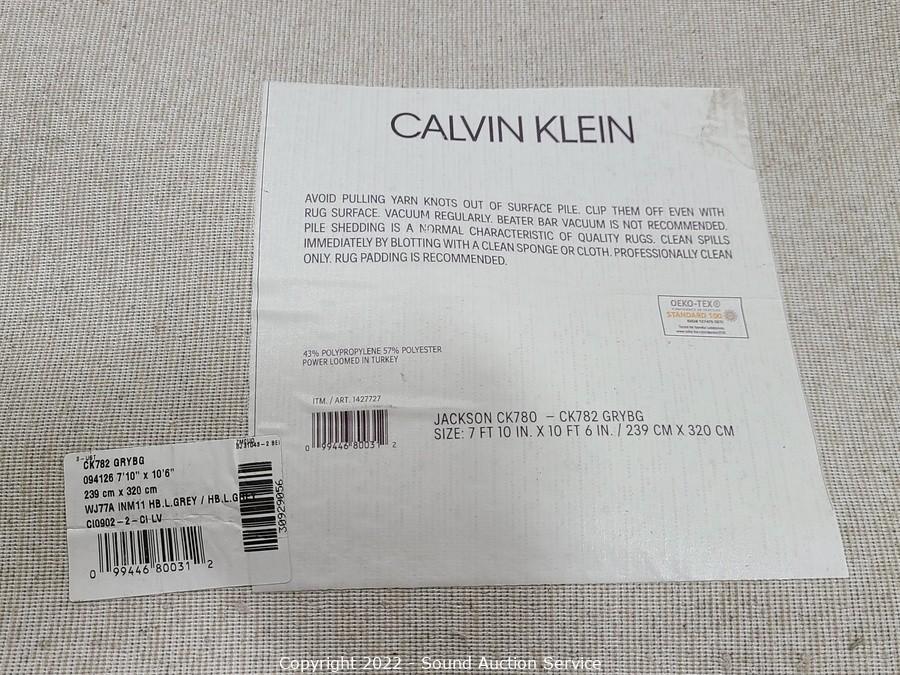 CALVIN KLEIN
AVOID PULLING YARN KNOTS OUT OF SURFACE PILE. CLIP THEM OFF EVEN WITH
RUG SURFACE. VACUUM REGULARLY. BEATER BAR VACUUM IS NOT RECOMMENDED.
PILE SHEDDING IS A NORMAL CHARACTERISTIC OF QUALITY RUGS. CLEAN SPILLS
IMMEDIATELY BY BLOTTING WITH A CLEAN SPONGE OR CLOTH. PROFESSIONALLY CLEAN
ONLY. RUG PADDING IS RECOMMENDED.
OEKO-TEX®
STANDARD 100
43% POLYPROPYLENE 57% POLYESTER
POWER LOOMED IN TURKEY
ITM. / ART. 1427727
0 99446 80031 2
JACKSON CK780 – CK782 GRYBG
SIZE: 7 FT 10 IN. X 10 FT 6 IN. / 239 CM X 320 CM
CK782 GRYBG
094126 7'10" x 10'6"
239 cm x 320 cm
WJ77A INM11 HB.L.GREY / HB.L.GREY
CI0902-2-CI LV
0 99446 80031 2
30929056
Copyright 2022 - Sound Auction Service